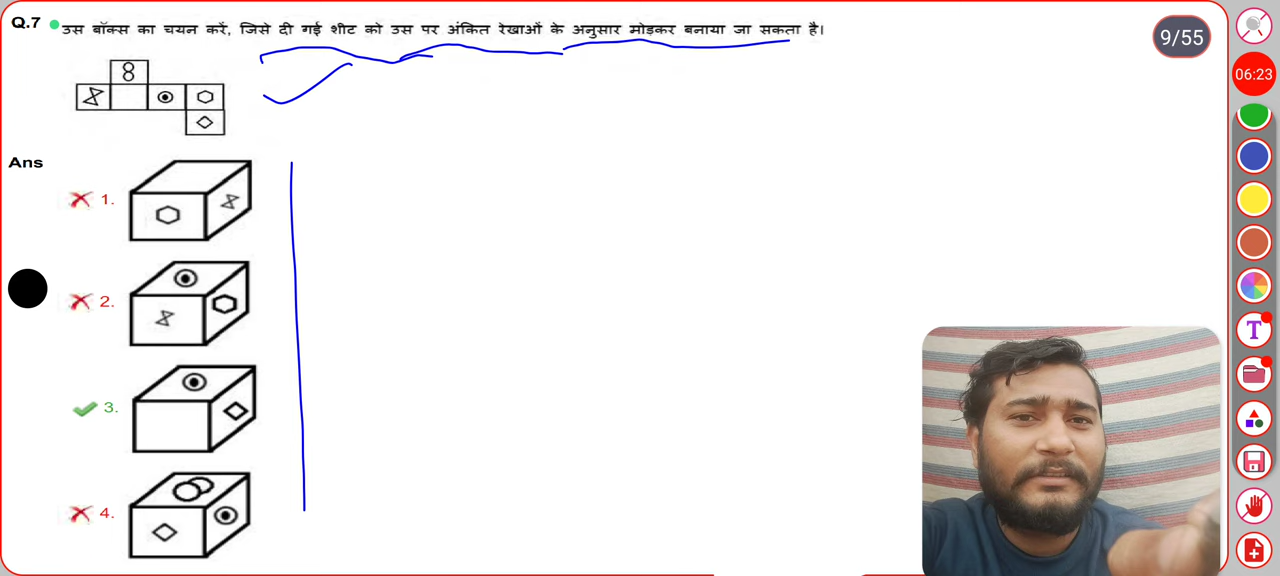 Q.7 उस बॉक्स का चयन करें, जिसे दी गई शीट को उस पर अंकित रेखाओं के अनुसार मोड़कर बनाया जा सकता है।
9/55
06:23
8
Ans
1.
2.
3.
4.
T